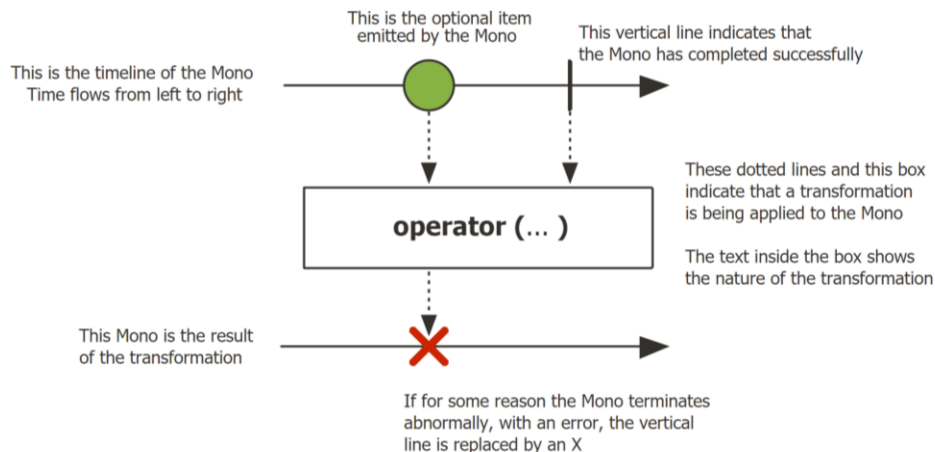 This is the optional item
emitted by the Mono
This vertical line indicates that
the Mono has completed successfully
This is the timeline of the Mono
Time flows from left to right
These dotted lines and this box
indicate that a transformation
is being applied to the Mono
operator (... )
The text inside the box shows
the nature of the transformation
This Mono is the result
of the transformation
If for some reason the Mono terminates
abnormally, with an error, the vertical
line is replaced by an X